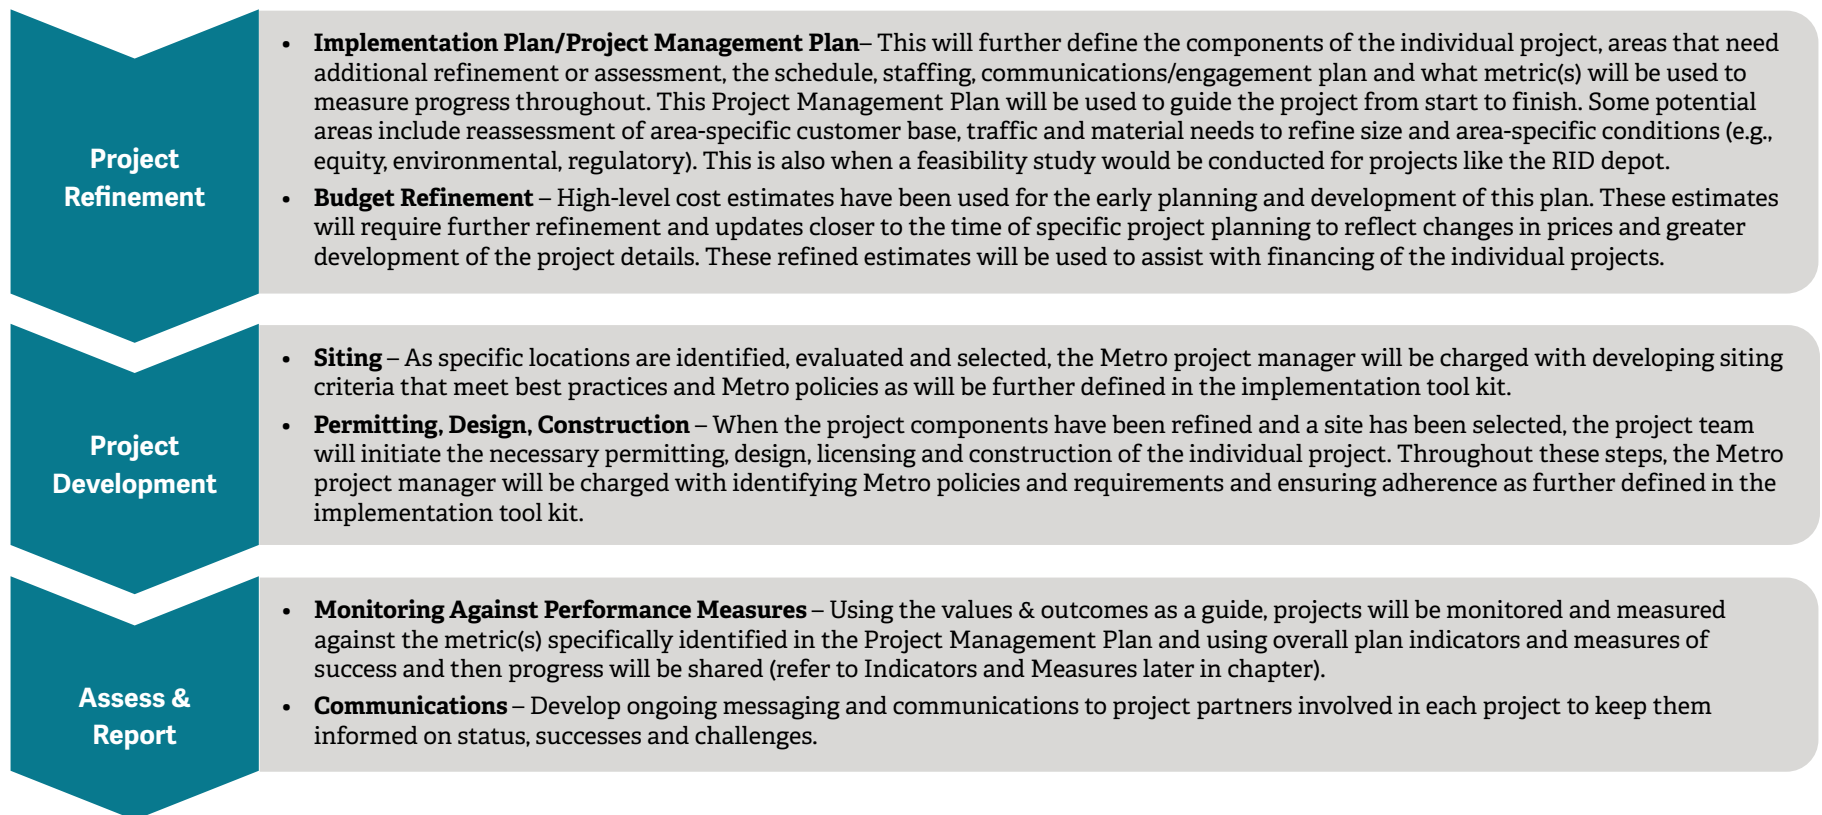 Project
Refinement
• Implementation Plan/Project Management Plan– This will further define the components of the individual project, areas that need
additional refinement or assessment, the schedule, staffing, communications/engagement plan and what metric(s) will be used to
measure progress throughout. This Project Management Plan will be used to guide the project from start to finish. Some potential
areas include reassessment of area-specific customer base, traffic and material needs to refine size and area-specific conditions (e.g.,
equity, environmental, regulatory). This is also when a feasibility study would be conducted for projects like the RID depot.
• Budget Refinement – High-level cost estimates have been used for the early planning and development of this plan. These estimates
will require further refinement and updates closer to the time of specific project planning to reflect changes in prices and greater
development of the project details. These refined estimates will be used to assist with financing of the individual projects.
Project
Development
• Siting – As specific locations are identified, evaluated and selected, the Metro project manager will be charged with developing siting
criteria that meet best practices and Metro policies as will be further defined in the implementation tool kit.
• Permitting, Design, Construction – When the project components have been refined and a site has been selected, the project team
will initiate the necessary permitting, design, licensing and construction of the individual project. Throughout these steps, the Metro
project manager will be charged with identifying Metro policies and requirements and ensuring adherence as further defined in the
implementation tool kit.
Assess &
Report
• Monitoring Against Performance Measures – Using the values & outcomes as a guide, projects will be monitored and measured
against the metric(s) specifically identified in the Project Management Plan and using overall plan indicators and measures of
success and then progress will be shared (refer to Indicators and Measures later in chapter).
• Communications – Develop ongoing messaging and communications to project partners involved in each project to keep them
informed on status, successes and challenges.